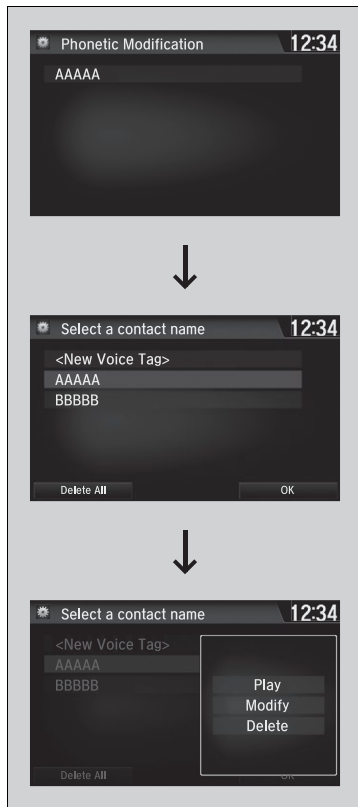 Phonetic Modification 12:34
AAAAA
Select a contact name 12:34
<New Voice Tag>
AAAAA
BBBBB
Delete All OK
Select a contact name 12:34
<New Voice Tag>
AAAAA
BBBBB
Play
Modify
Delete
Delete All OK